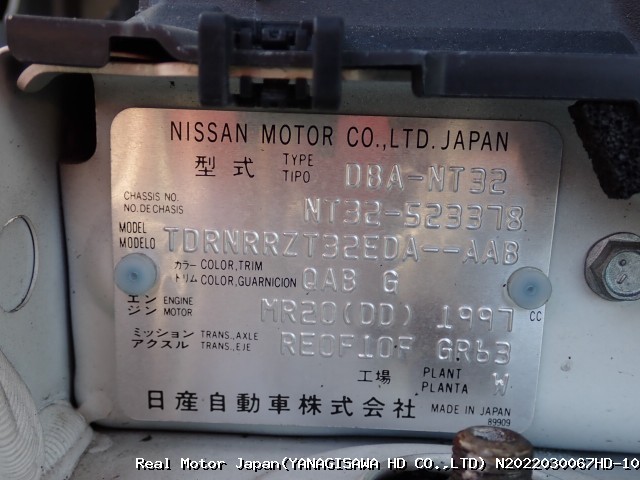 NISSAN MOTOR CO.,LTD. JAPAN
型式 TYPE TIPO DBA-NT32
CHASSIS NO. NO.DE CHASIS NT32-523378
MODEL MODELO TDRNRRZT32EDA--AAB
カラー COLOR,TRIM トリム COLOR,GUARNICION QAB G
エンジン ENGINE MOTOR MR20(DD) 1997 CC
ミッション TRANS.,AXLE アクスル TRANS.,EJE RE0F10F GR63
工場 PLANT PLANTA W
日産自動車株式会社 MADE IN JAPAN
89909
Real Motor Japan(YANAGISAWA HD CO.,LTD) N2022030067HD-10